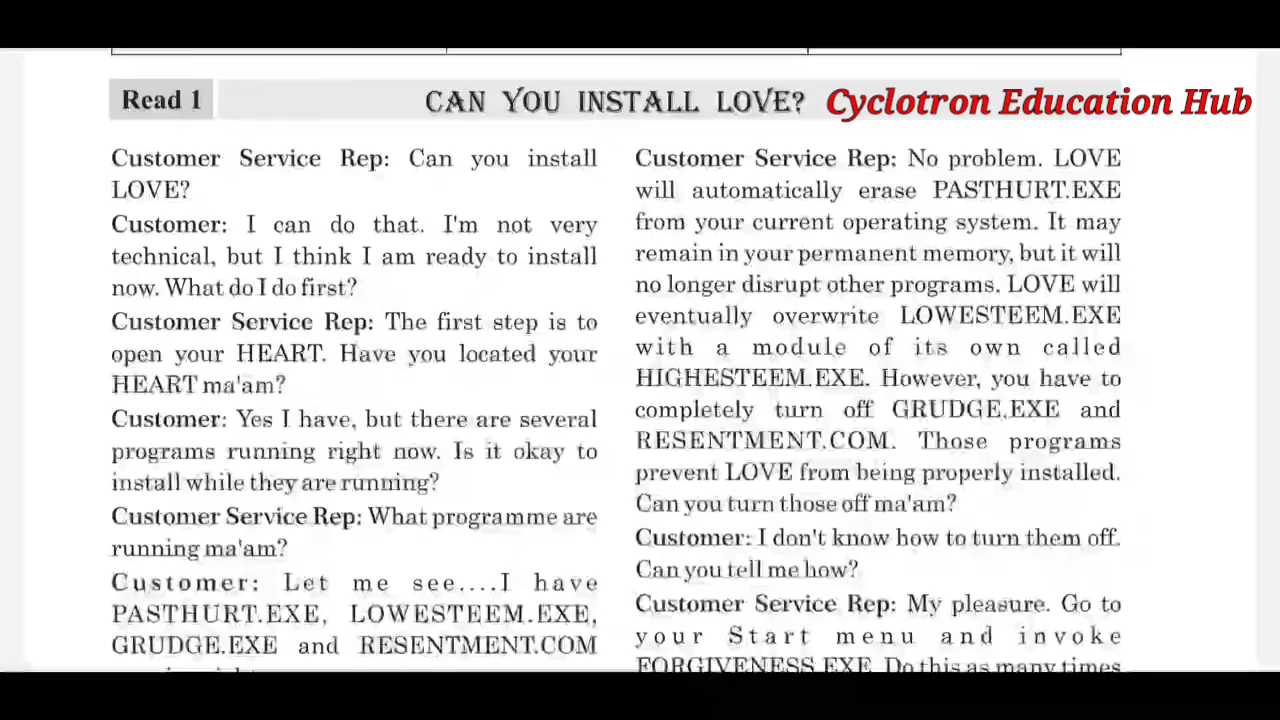 Read 1
CAN YOU INSTALL LOVE?
Cyclotron Education Hub
Customer Service Rep: Can you install
LOVE?
Customer: I can do that. I'm not very
technical, but I think I am ready to install
now. What do I do first?
Customer Service Rep: The first step is to
open your HEART. Have you located your
HEART ma'am?
Customer: Yes I have, but there are several
programs running right now. Is it okay to
install while they are running?
Customer Service Rep: What programme are
running ma'am?
Customer: Let me see....I have
PASTHURT.EXE, LOWESTEEM.EXE,
GRUDGE.EXE and RESENTMENT.COM
Customer Service Rep: No problem. LOVE
will automatically erase PASTHURT.EXE
from your current operating system. It may
remain in your permanent memory, but it will
no longer disrupt other programs. LOVE will
eventually overwrite LOWESTEEM.EXE
with a module of its own called
HIGHESTEEM.EXE. However, you have to
completely turn off GRUDGE.EXE and
RESENTMENT.COM. Those programs
prevent LOVE from being properly installed.
Can you turn those off ma'am?
Customer: I don't know how to turn them off.
Can you tell me how?
Customer Service Rep: My pleasure. Go to
your Start menu and invoke
FORGIVENESS.EXE. Do this as many times